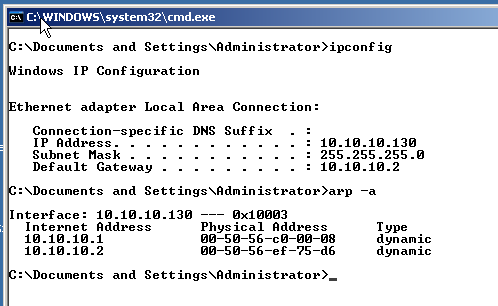 C:\WINDOWS\system32\cmd.exe
C:\Documents and Settings\Administrator>ipconfig
Windows IP Configuration
Ethernet adapter Local Area Connection:
   Connection-specific DNS Suffix  . :
   IP Address. . . . . . . . . . . . : 10.10.10.130
   Subnet Mask . . . . . . . . . . . : 255.255.255.0
   Default Gateway . . . . . . . . . : 10.10.10.2
C:\Documents and Settings\Administrator>arp -a
Interface: 10.10.10.130 --- 0x10003
  Internet Address      Physical Address      Type
  10.10.10.1            00-50-56-c0-00-08     dynamic
  10.10.10.2            00-50-56-ef-75-d6     dynamic
C:\Documents and Settings\Administrator>_